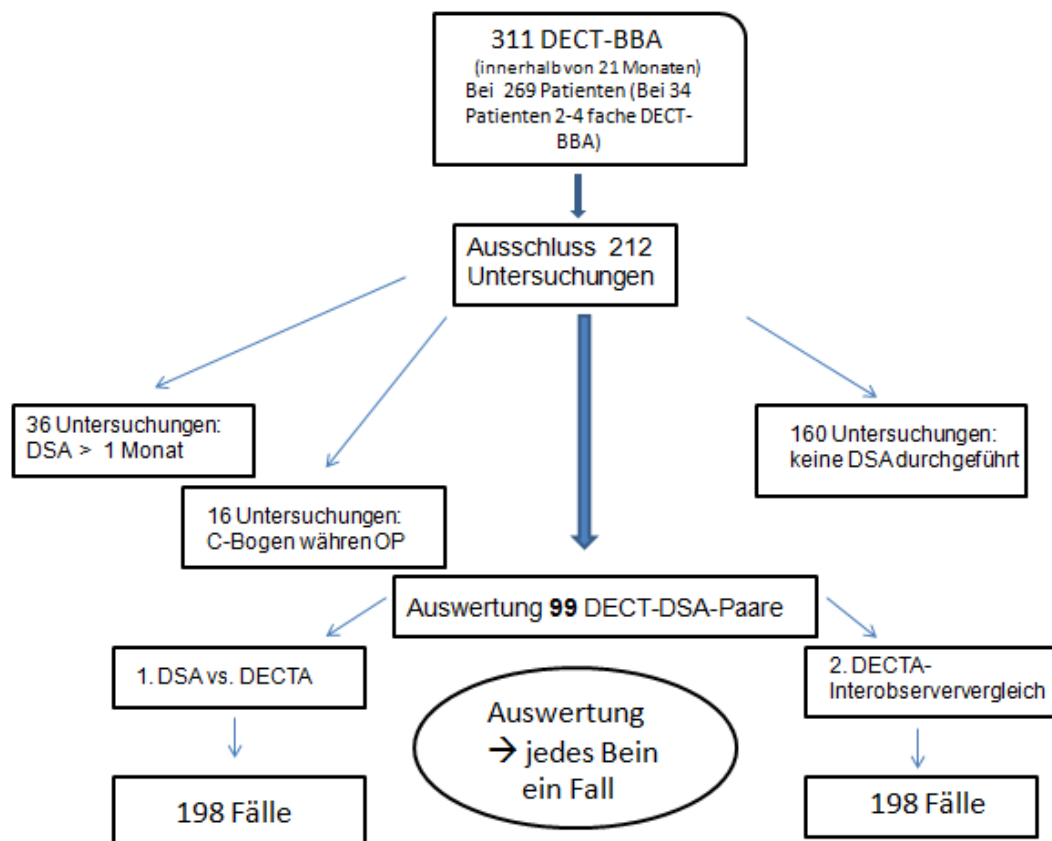 311 DECT-BBA
(innerhalb von 21 Monaten)
Bei 269 Patienten (Bei 34
Patienten 2-4 fache DECT-
BBA)
Ausschluss 212
Untersuchungen
36 Untersuchungen:
DSA > 1 Monat
16 Untersuchungen:
C-Bogen währen OP
160 Untersuchungen:
keine DSA durchgeführt
Auswertung 99 DECT-DSA-Paare
1. DSA vs. DECTA
2. DECTA-
Interobserververgleich
Auswertung
→ jedes Bein
ein Fall
198 Fälle
198 Fälle